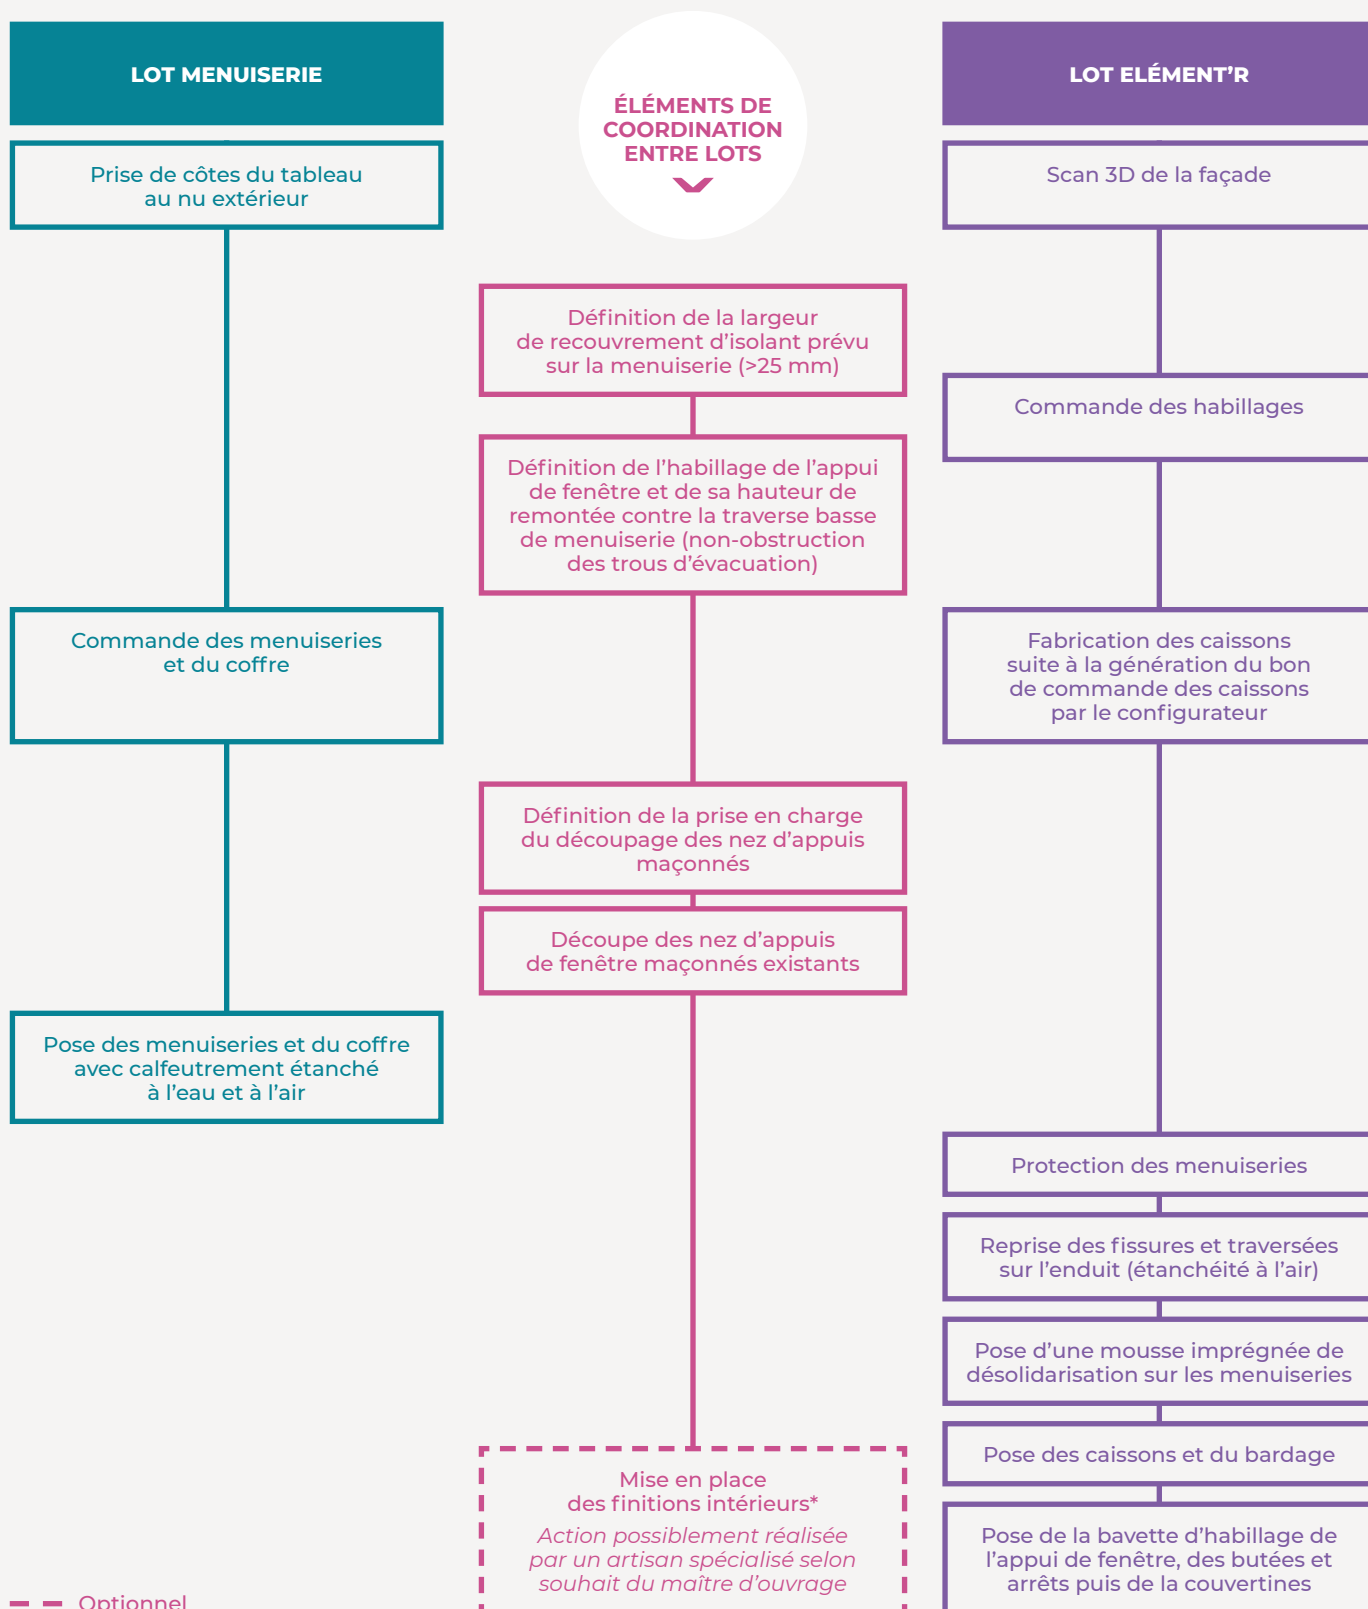 LOT MENUISERIE
Prise de côtes du tableau
au nu extérieur
Commande des menuiseries
et du coffre
Pose des menuiseries et du coffre
avec calfeutrement étanché
à l’eau et à l’air
ÉLÉMENTS DE
COORDINATION
ENTRE LOTS
Définition de la largeur
de recouvrement d’isolant prévu
sur la menuiserie (>25 mm)
Définition de l’habillage de l’appui
de fenêtre et de sa hauteur de
remontée contre la traverse basse
de menuiserie (non-obstruction
des trous d’évacuation)
Définition de la prise en charge
du découpage des nez d’appuis
maçonnés
Découpe des nez d’appuis
de fenêtre maçonnés existants
Mise en place
des finitions intérieurs*
Action possiblement réalisée
par un artisan spécialisé selon
souhait du maître d’ouvrage
LOT ELÉMENT’R
Scan 3D de la façade
Commande des habillages
Fabrication des caissons
suite à la génération du bon
de commande des caissons
par le configurateur
Protection des menuiseries
Reprise des fissures et traversées
sur l’enduit (étanchéité à l’air)
Pose d’une mousse imprégnée de
désolidarisation sur les menuiseries
Pose des caissons et du bardage
Pose de la bavette d’habillage de
l’appui de fenêtre, des butées et
arrêts puis de la couvertines
Optionnel